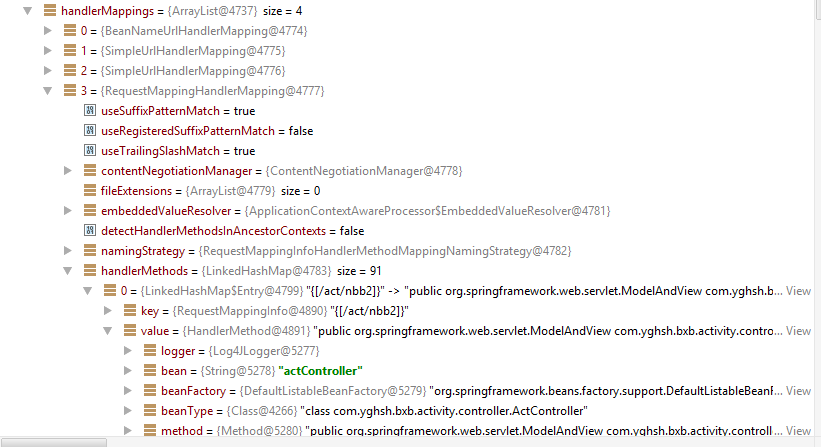 handlerMappings = {ArrayList@4737} size = 4
0 = {BeanNameUrlHandlerMapping@4774}
1 = {SimpleUrlHandlerMapping@4775}
2 = {SimpleUrlHandlerMapping@4776}
3 = {RequestMappingHandlerMapping@4777}
useSuffixPatternMatch = true
useRegisteredSuffixPatternMatch = false
useTrailingSlashMatch = true
contentNegotiationManager = {ContentNegotiationManager@4778}
fileExtensions = {ArrayList@4779} size = 0
embeddedValueResolver = {ApplicationContextAwareProcessor$EmbeddedValueResolver@4781}
detectHandlerMethodsInAncestorContexts = false
namingStrategy = {RequestMappingInfoHandlerMethodMappingNamingStrategy@4782}
handlerMethods = {LinkedHashMap@4783} size = 91
0 = {LinkedHashMap$Entry@4799} "{[/act/nbb2]}" -> "public org.springframework.web.servlet.ModelAndView com.yghsh.b... View
key = {RequestMappingInfo@4890} "{[/act/nbb2]}"
value = {HandlerMethod@4891} "public org.springframework.web.servlet.ModelAndView com.yghsh.bxb.activity.contro... View
logger = {Log4JLogger@5277}
bean = {String@5278} "actController"
beanFactory = {DefaultListableBeanFactory@5279} "org.springframework.beans.factory.support.DefaultListableBeanF... View
beanType = {Class@4266} "class com.yghsh.bxb.activity.controller.ActController"
method = {Method@5280} "public org.springframework.web.servlet.ModelAndView com.yghsh.bxb.activity.controll... View